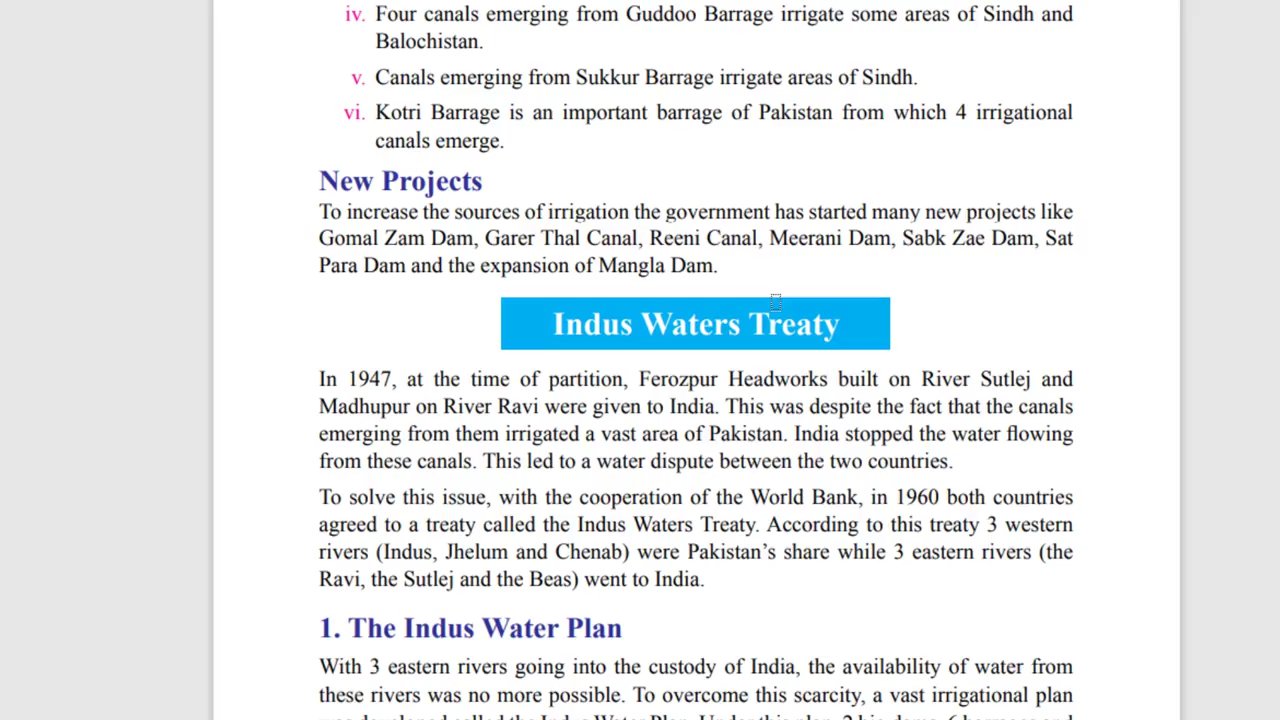 iv. Four canals emerging from Guddoo Barrage irrigate some areas of Sindh and
Balochistan.
v. Canals emerging from Sukkur Barrage irrigate areas of Sindh.
vi. Kotri Barrage is an important barrage of Pakistan from which 4 irrigational
canals emerge.
New Projects
To increase the sources of irrigation the government has started many new projects like
Gomal Zam Dam, Garer Thal Canal, Reeni Canal, Meerani Dam, Sabk Zae Dam, Sat
Para Dam and the expansion of Mangla Dam.
Indus Waters Treaty
In 1947, at the time of partition, Ferozpur Headworks built on River Sutlej and
Madhupur on River Ravi were given to India. This was despite the fact that the canals
emerging from them irrigated a vast area of Pakistan. India stopped the water flowing
from these canals. This led to a water dispute between the two countries.
To solve this issue, with the cooperation of the World Bank, in 1960 both countries
agreed to a treaty called the Indus Waters Treaty. According to this treaty 3 western
rivers (Indus, Jhelum and Chenab) were Pakistan’s share while 3 eastern rivers (the
Ravi, the Sutlej and the Beas) went to India.
1. The Indus Water Plan
With 3 eastern rivers going into the custody of India, the availability of water from
these rivers was no more possible. To overcome this scarcity, a vast irrigational plan